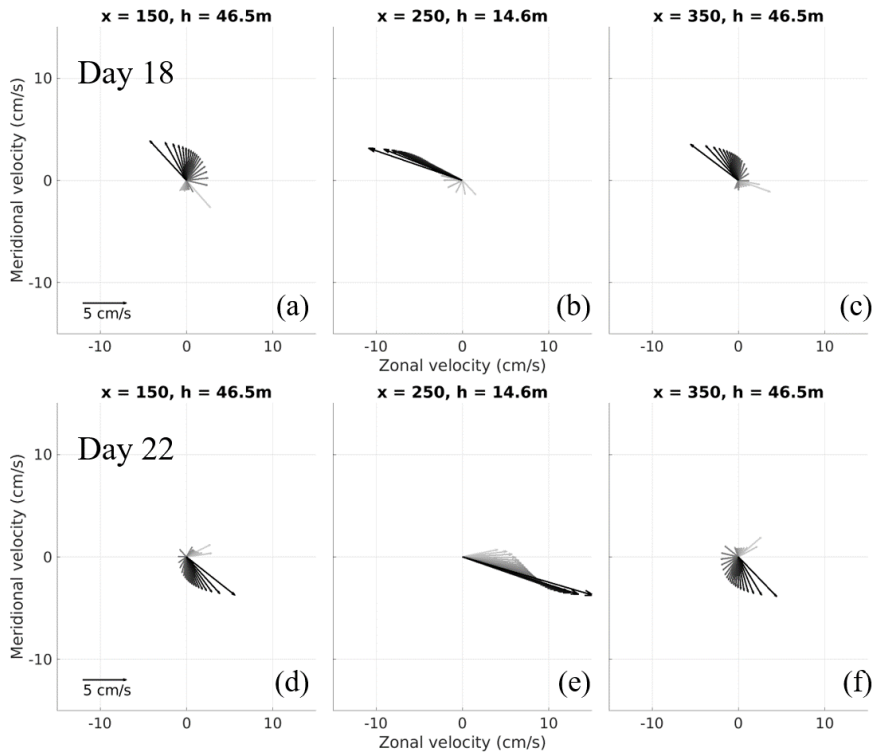 x = 150, h = 46.5m
x = 250, h = 14.6m
x = 350, h = 46.5m
Day 18
Meridional velocity (cm/s)
10
0
-10
5 cm/s
(a)
(b)
(c)
-10 0 10
-10 0 10
-10 0 10
Zonal velocity (cm/s)
x = 150, h = 46.5m
x = 250, h = 14.6m
x = 350, h = 46.5m
Day 22
Meridional velocity (cm/s)
10
0
-10
5 cm/s
(d)
(e)
(f)
-10 0 10
-10 0 10
-10 0 10
Zonal velocity (cm/s)